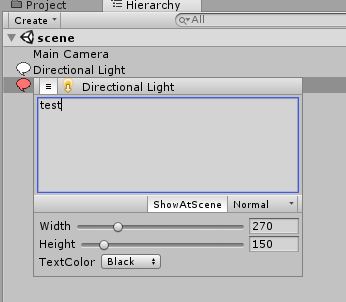 Project Hierarchy
Create All
scene
Main Camera
Directional Light
Directional Light
test
ShowAtScene Normal
Width 270
Height 150
TextColor Black